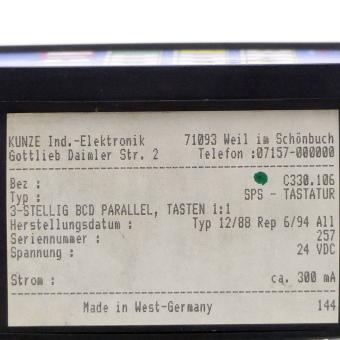 KUNZE Ind.-Elektronik 71093 Weil im Schönbuch
Gottlieb Daimler Str. 2 Telefon :07157-000000
Bez : C330.106
Typ : SPS - TASTATUR
3-STELLIG BCD PARALLEL, TASTEN 1:1
Herstellungsdatum : Typ 12/88 Rep 6/94 All
Seriennummer : 257
Spannung : 24 VDC
Strom : ca. 300 mA
Made in West-Germany 144